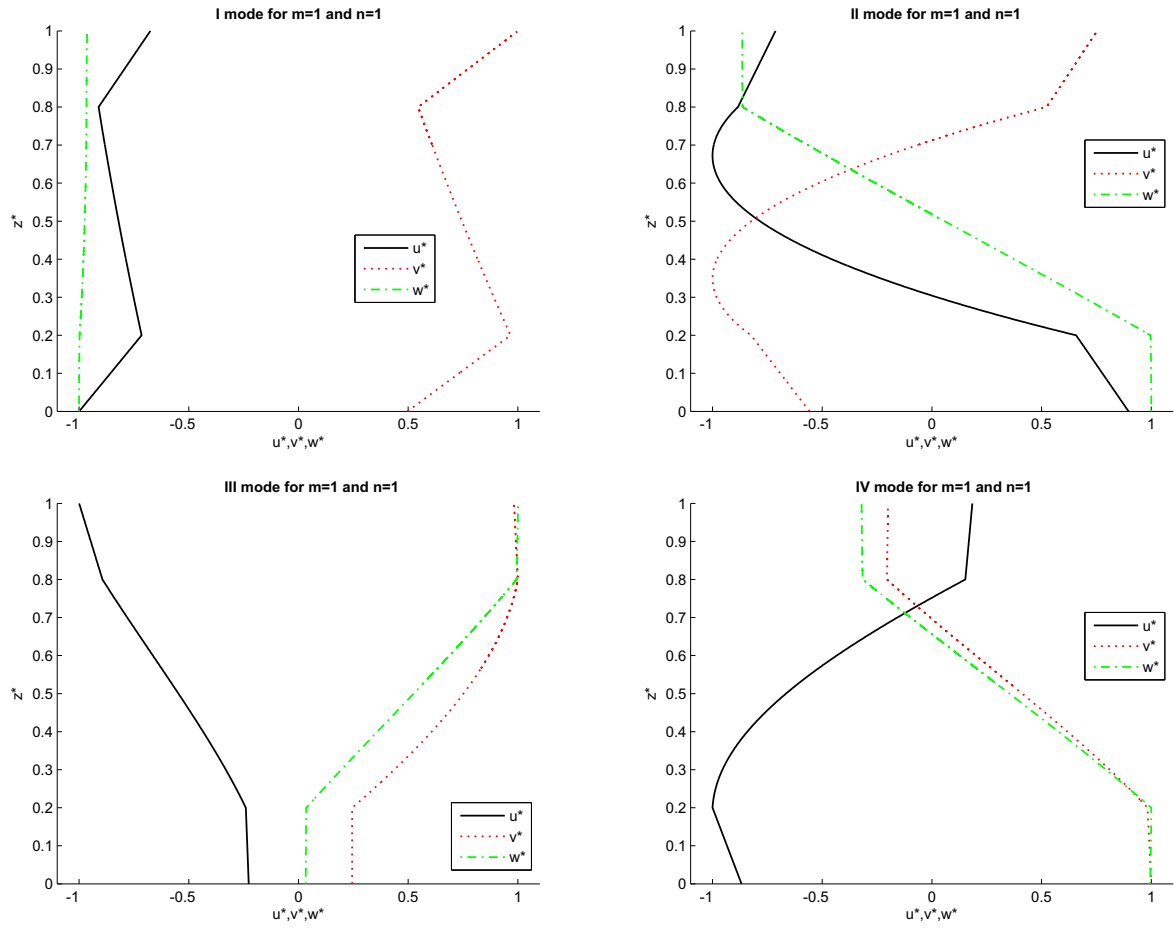 I mode for m=1 and n=1
1
0.9
0.8
0.7
0.6
0.5
0.4
0.3
0.2
0.1
0
z*
u*
v*
w*
-1
-0.5
0
0.5
1
u*,v*,w*
II mode for m=1 and n=1
1
0.9
0.8
0.7
0.6
0.5
0.4
0.3
0.2
0.1
0
z*
u*
v*
w*
-1
-0.5
0
0.5
1
u*,v*,w*
III mode for m=1 and n=1
1
0.9
0.8
0.7
0.6
0.5
0.4
0.3
0.2
0.1
0
z*
u*
v*
w*
-1
-0.5
0
0.5
1
u*,v*,w*
IV mode for m=1 and n=1
1
0.9
0.8
0.7
0.6
0.5
0.4
0.3
0.2
0.1
0
z*
u*
v*
w*
-1
-0.5
0
0.5
1
u*,v*,w*